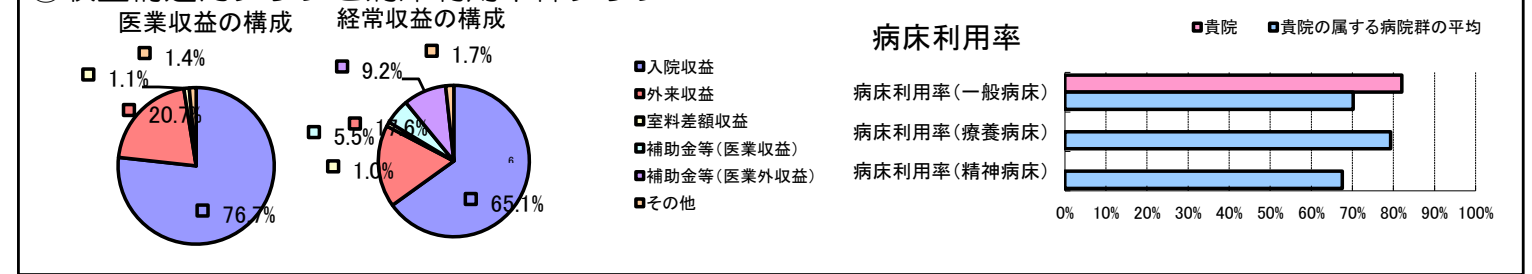 医業収益の構成
1.4%
1.1%
20.7%
76.7%
経常収益の構成
1.7%
9.2%
5.5%
17.6%
1.0%
6
65.1%
入院収益
外来収益
室料差額収益
補助金等(医業収益)
補助金等(医業外収益)
その他
病床利用率
貴院 貴院の属する病院群の平均
病床利用率(一般病床)
病床利用率(療養病床)
病床利用率(精神病床)
0% 10% 20% 30% 40% 50% 60% 70% 80% 90% 100%